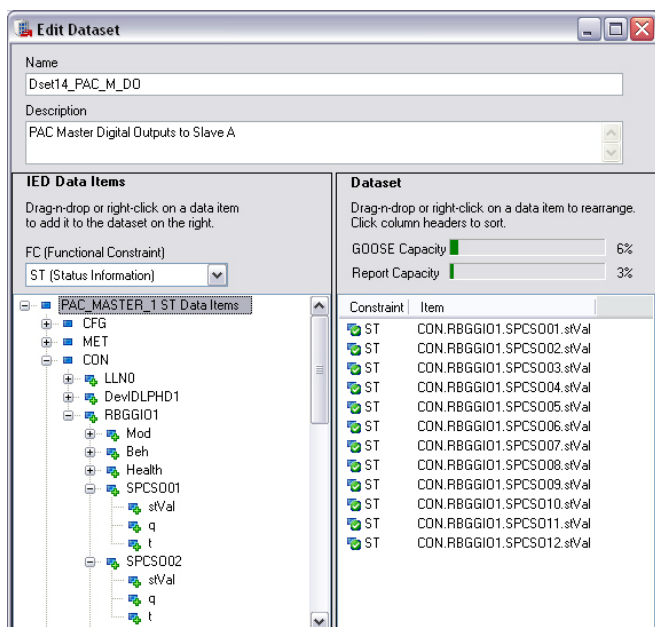 Edit Dataset
Name
Dset14_PAC_M_DO
Description
PAC Master Digital Outputs to Slave A
IED Data Items
Drag-n-drop or right-click on a data item
to add it to the dataset on the right.
FC (Functional Constraint)
ST (Status Information)
PAC_MASTER_1 ST Data Items
CFG
MET
CON
LLN0
DevIDLPHD1
RBGGIO1
Mod
Beh
Health
SPCSO01
stVal
q
t
SPCSO02
stVal
q
t
Dataset
Drag-n-drop or right-click on a data item to rearrange.
Click column headers to sort.
GOOSE Capacity 6%
Report Capacity 3%
Constraint Item
ST CON.RBGGIO1.SPCSO01.stVal
ST CON.RBGGIO1.SPCSO02.stVal
ST CON.RBGGIO1.SPCSO03.stVal
ST CON.RBGGIO1.SPCSO04.stVal
ST CON.RBGGIO1.SPCSO05.stVal
ST CON.RBGGIO1.SPCSO06.stVal
ST CON.RBGGIO1.SPCSO07.stVal
ST CON.RBGGIO1.SPCSO08.stVal
ST CON.RBGGIO1.SPCSO09.stVal
ST CON.RBGGIO1.SPCSO10.stVal
ST CON.RBGGIO1.SPCSO11.stVal
ST CON.RBGGIO1.SPCSO12.stVal